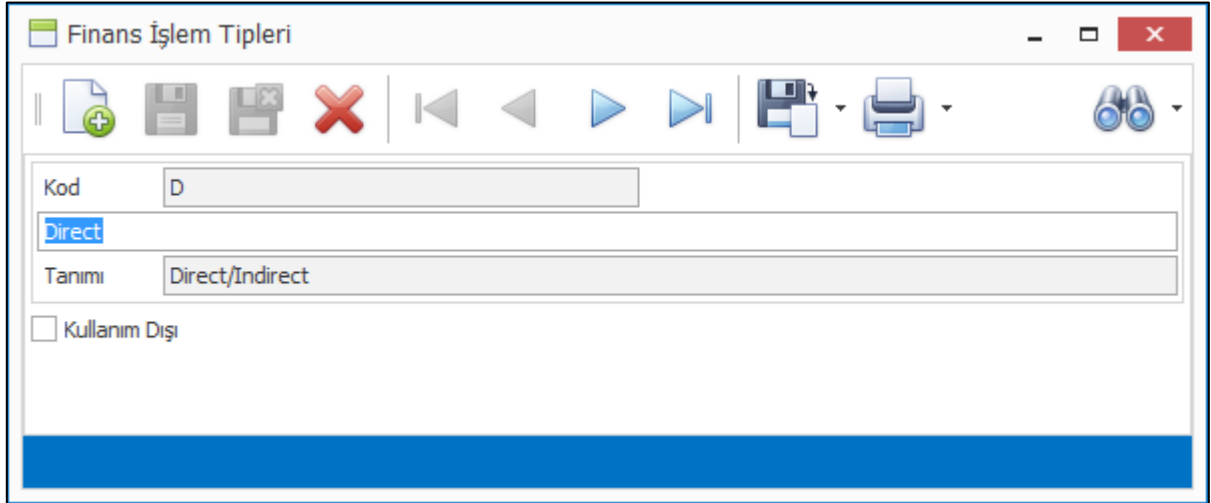 Finans İşlem Tipleri
Kod D
Direct
Tanımı Direct/Indirect
Kullanım Dışı